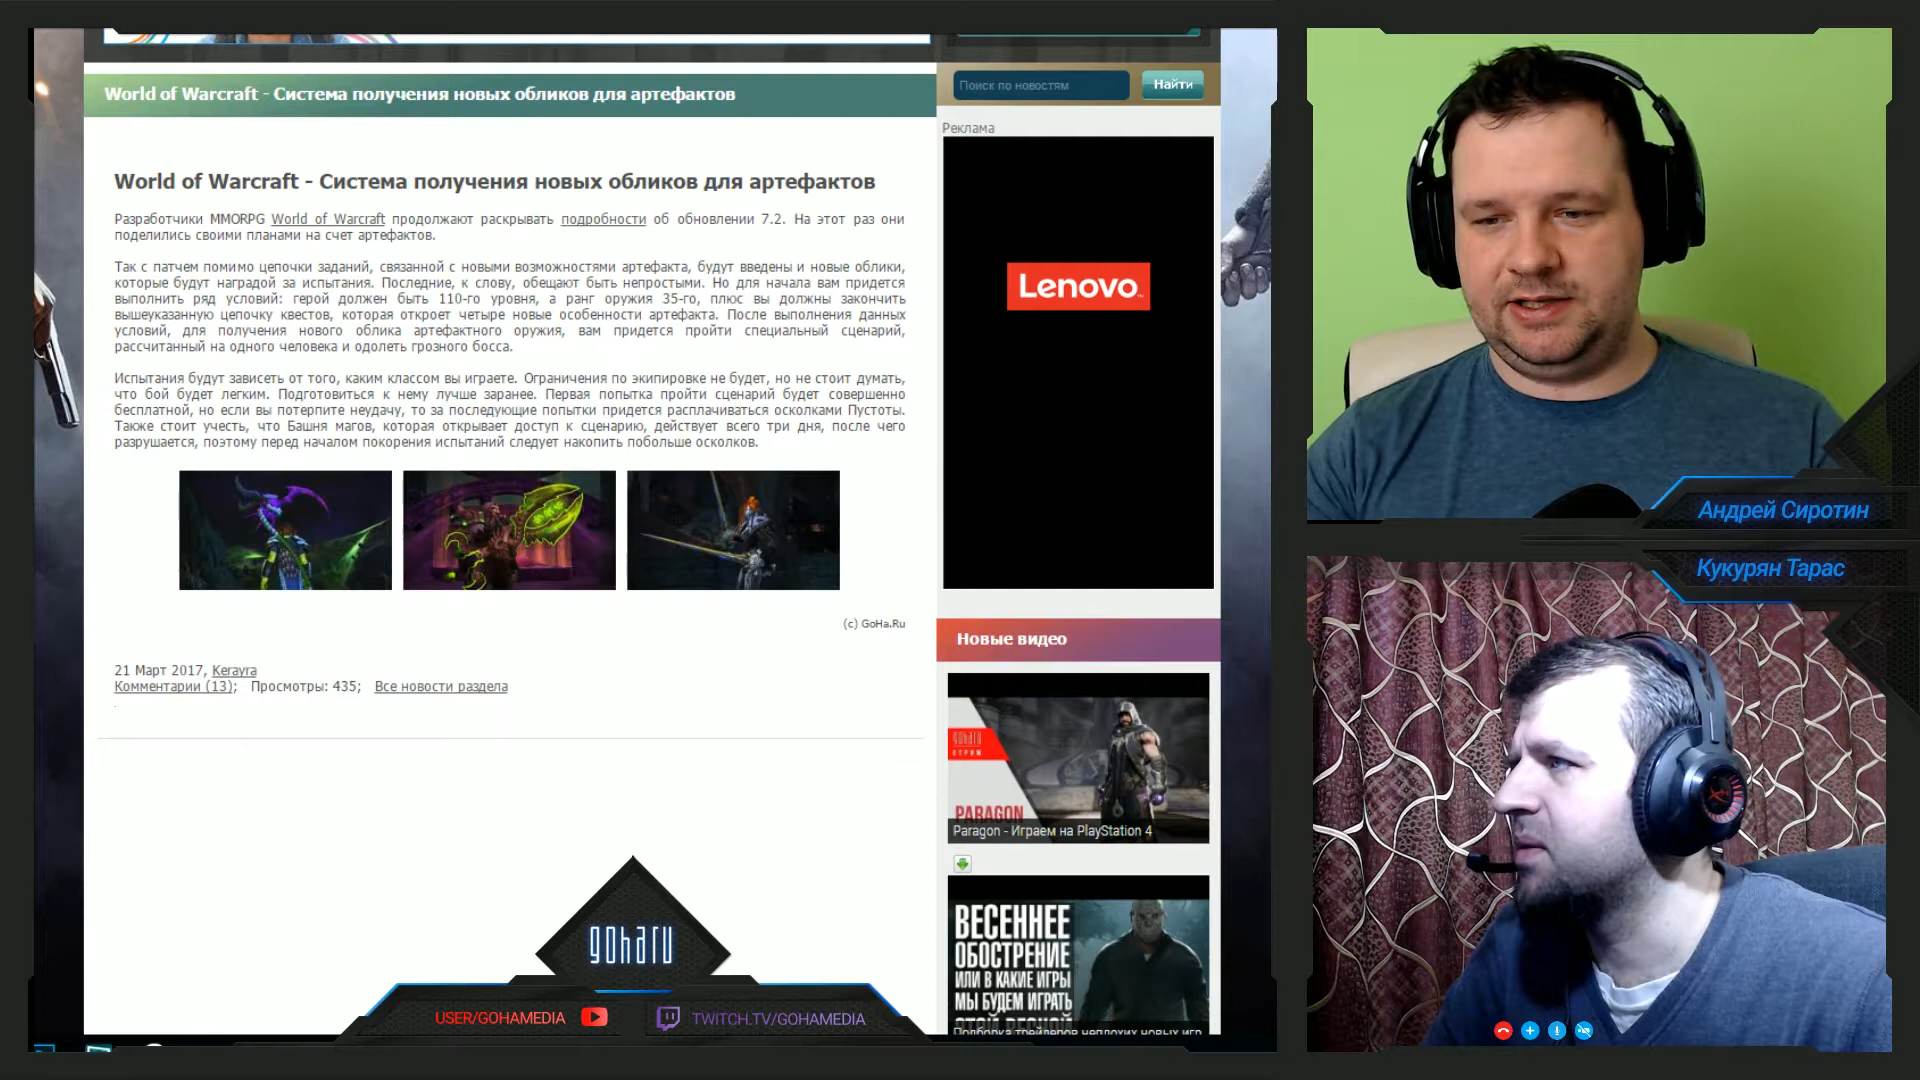 World of Warcraft - Система получения новых обликов для артефактов
World of Warcraft - Система получения новых обликов для артефактов
Разработчики MMORPG World of Warcraft продолжают раскрывать подробности об обновлении 7.2. На этот раз они
поделились своими планами на счет артефактов.
Так с патчем помимо цепочки заданий, связанной с новыми возможностями артефакта, будут введены и новые облики,
которые будут наградой за испытания. Последние, к слову, обещают быть непростыми. Но для начала вам придется
выполнить ряд условий: герой должен быть 110-го уровня, а ранг оружия 35-го, плюс вы должны закончить
вышеуказанную цепочку квестов, которая откроет четыре новые особенности артефакта. После выполнения данных
условий, для получения нового облика артефактного оружия, вам придется пройти специальный сценарий,
рассчитанный на одного человека и одолеть грозного босса.
Испытания будут зависеть от того, каким классом вы играете. Ограничения по экипировке не будет, но не стоит думать,
что бой будет легким. Подготовиться к нему лучше заранее. Первая попытка пройти сценарий будет совершенно
бесплатной, но если вы потерпите неудачу, то за последующие попытки придется расплачиваться осколками Пустоты.
Также стоит учесть, что Башня магов, которая открывает доступ к сценарию, действует всего три дня, после чего
разрушается, поэтому перед началом покорения испытаний следует накопить побольше осколков.
(c) GoHa.Ru
21 Март 2017, Kerayra
Комментарии (13); Просмотры: 435; Все новости раздела
Поиск по новостям
Найти
Реклама
Lenovo
Новые видео
goharu
СТРИМ
PARAGON
Paragon - Играем на PlayStation 4
ВЕСЕННЕЕ
ОБОСТРЕНИЕ
ИЛИ В КАКИЕ ИГРЫ
МЫ БУДЕМ ИГРАТЬ
ЭТОЙ ВЕСНОЙ
Подборка трейлеров неплохих новых игр
goharu
USER/GOHAMEDIA
TWITCH.TV/GOHAMEDIA
Андрей Сиротин
Кукурян Тарас